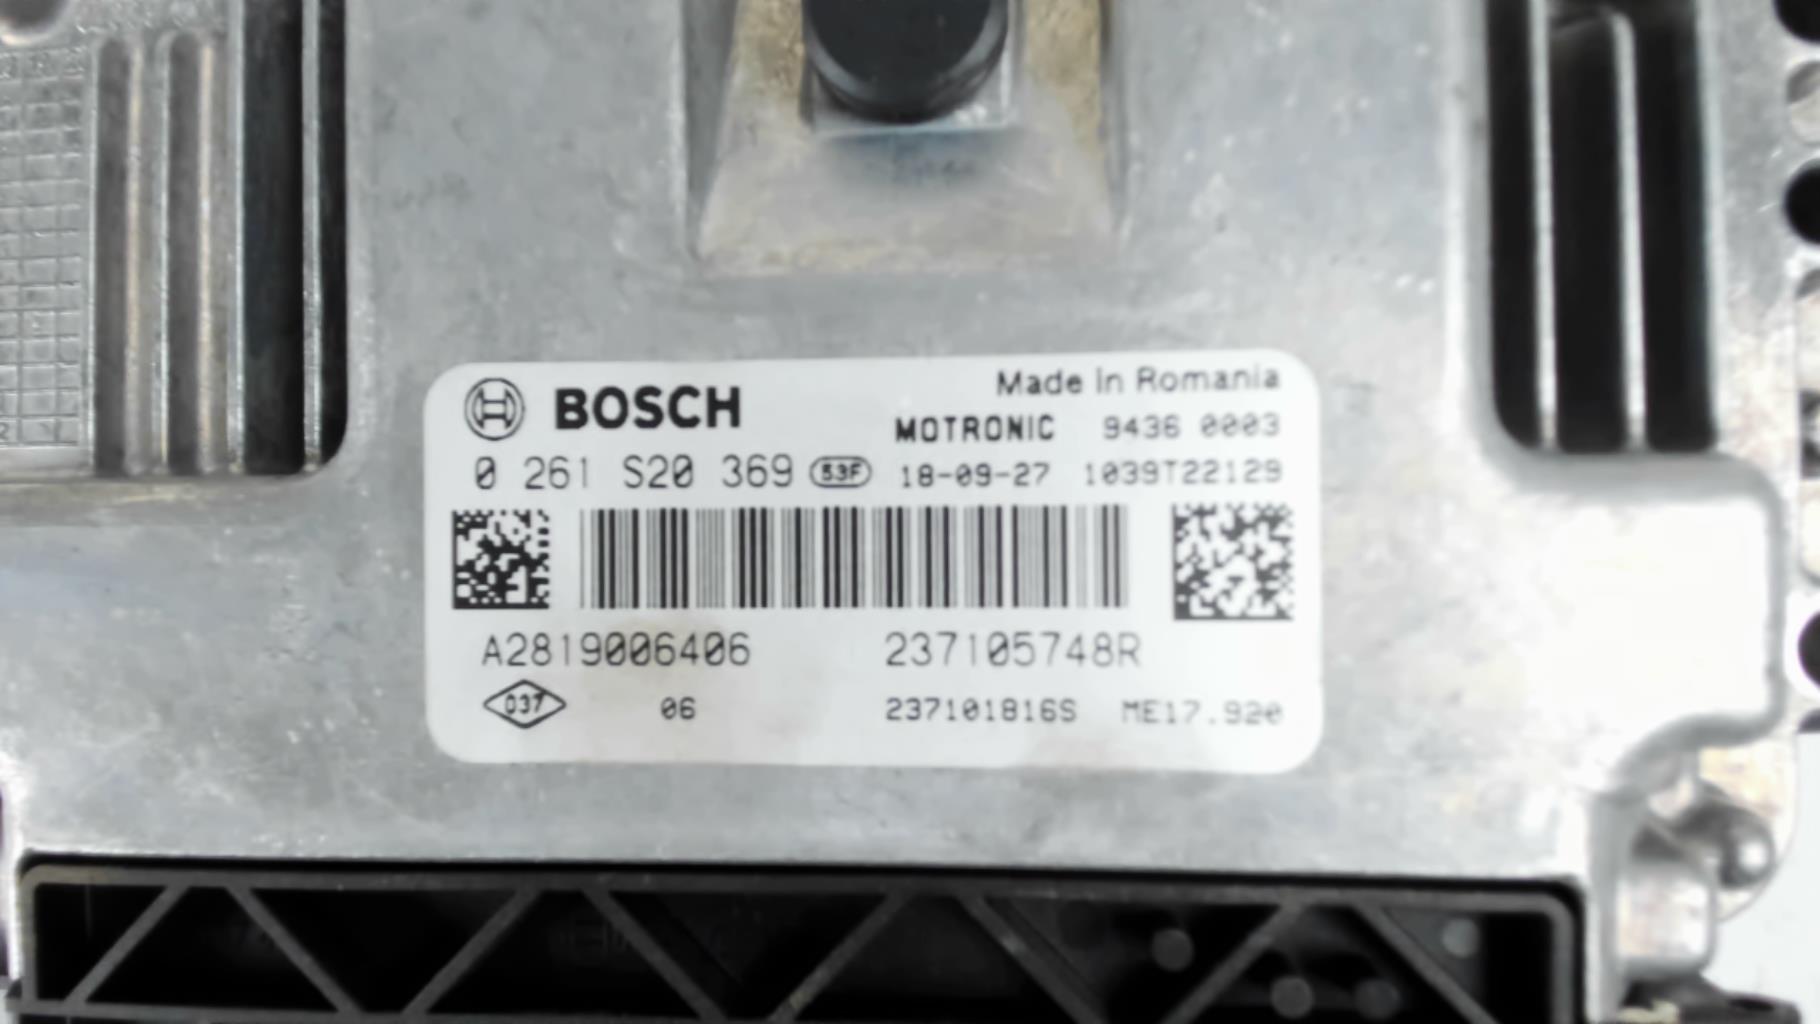 Made in Romania
BOSCH
MOTRONIC 9436 0003
0 261 S20 369 53F 18-09-27 1039T22129
A2819006406 237105748R
037 06 237101816S ME17.920